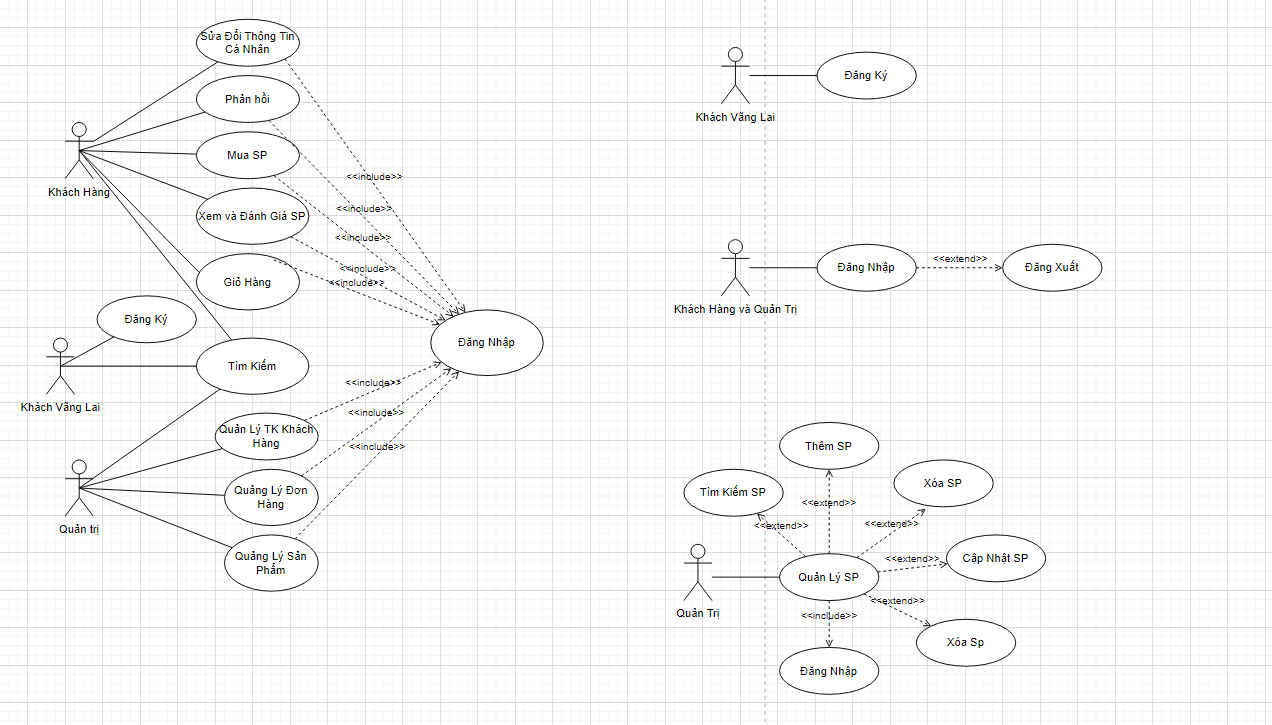 Sửa Đổi Thông Tin
Cá Nhân
Phản hồi
Mua SP
Khách Hàng
Xem và Đánh Giá SP
Giỏ Hàng
<<include>>
<<include>>
<<include>>
<<include>>
<<include>>
Đăng Ký
Đăng Nhập
Tìm Kiếm
Khách Vãng Lai
<<include>>
<<include>>
<<include>>
Quản Lý TK Khách
Hàng
Quảng Lý Đơn
Hàng
Quản trị
Quảng Lý Sản
Phẩm
Đăng Ký
Khách Vãng Lai
Đăng Nhập
<<extend>>
Đăng Xuất
Khách Hàng và Quản Trị
Thêm SP
Tìm Kiếm SP
Xóa SP
<<extend>>
<<extend>>
<<extend>>
<<extend>>
Cập Nhật SP
Quản Lý SP
<<extend>>
Quản Trị
<<include>>
Xóa Sp
Đăng Nhập